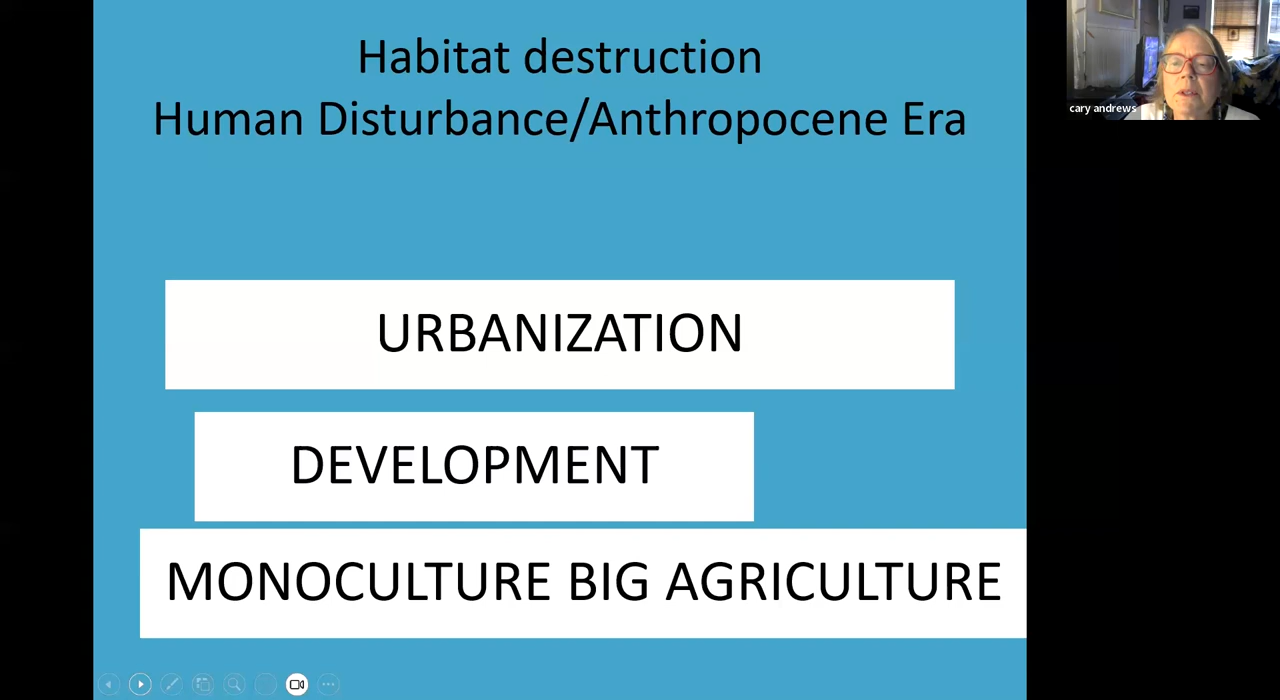 Habitat destruction
Human Disturbance/Anthropocene Era
URBANIZATION
DEVELOPMENT
MONOCULTURE BIG AGRICULTURE
cary andrews